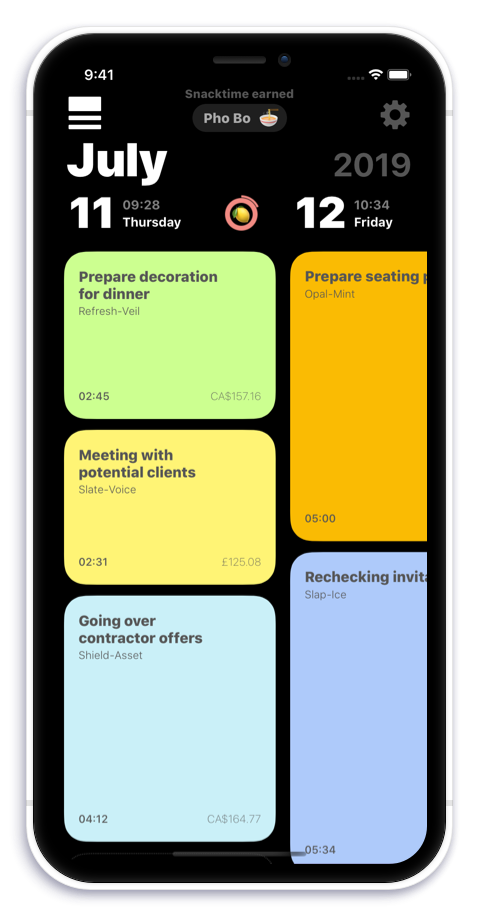 9:41
Snacktime earned
Pho Bo
July 2019
11 09:28 Thursday
12 10:34 Friday
Prepare decoration
for dinner
Refresh-Veil
02:45 CA$157.16
Meeting with
potential clients
Slate-Voice
02:31 £125.08
Going over
contractor offers
Shield-Asset
04:12 CA$164.77
Prepare seating
Opal-Mint
05:00
Rechecking invita
Slap-Ice
05:34